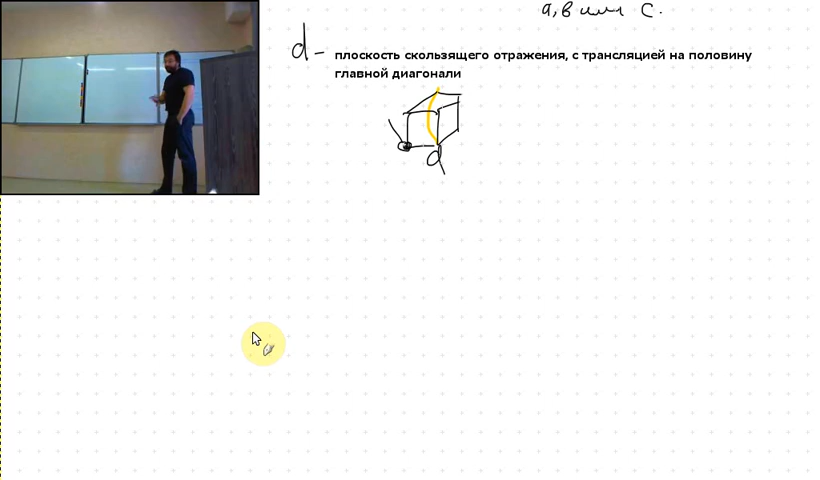 а, в или с.
d - плоскость скользящего отражения, с трансляцией на половину
главной диагонали
d